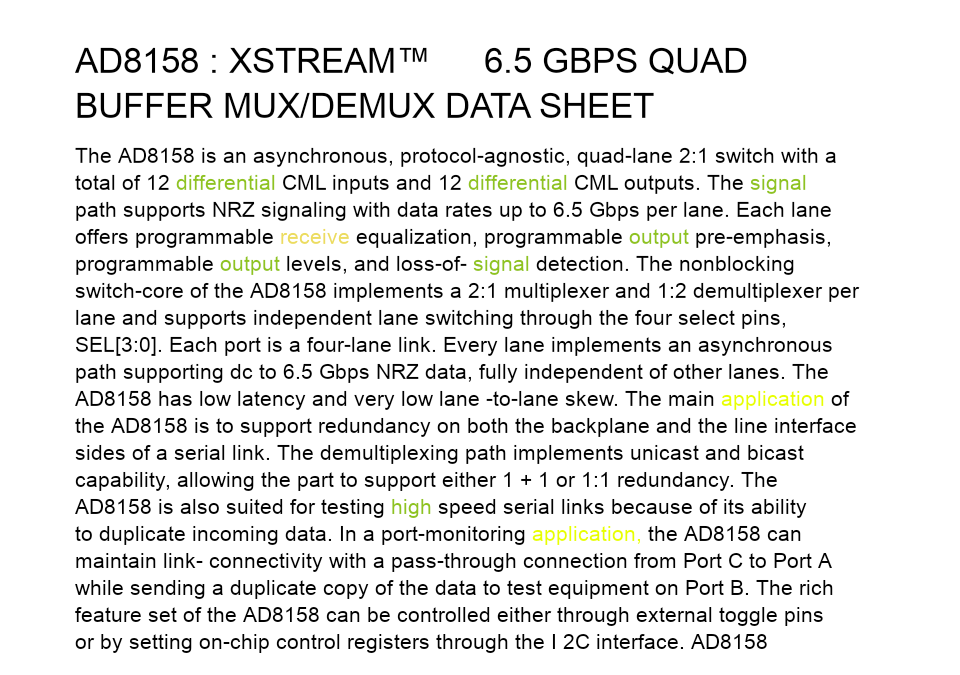 AD8158 : XSTREAM™ 6.5 GBPS QUAD
BUFFER MUX/DEMUX DATA SHEET
The AD8158 is an asynchronous, protocol-agnostic, quad-lane 2:1 switch with a
total of 12 differential CML inputs and 12 differential CML outputs. The signal
path supports NRZ signaling with data rates up to 6.5 Gbps per lane. Each lane
offers programmable receive equalization, programmable output pre-emphasis,
programmable output levels, and loss-of- signal detection. The nonblocking
switch-core of the AD8158 implements a 2:1 multiplexer and 1:2 demultiplexer per
lane and supports independent lane switching through the four select pins,
SEL[3:0]. Each port is a four-lane link. Every lane implements an asynchronous
path supporting dc to 6.5 Gbps NRZ data, fully independent of other lanes. The
AD8158 has low latency and very low lane -to-lane skew. The main application of
the AD8158 is to support redundancy on both the backplane and the line interface
sides of a serial link. The demultiplexing path implements unicast and bicast
capability, allowing the part to support either 1 + 1 or 1:1 redundancy. The
AD8158 is also suited for testing high speed serial links because of its ability
to duplicate incoming data. In a port-monitoring application, the AD8158 can
maintain link- connectivity with a pass-through connection from Port C to Port A
while sending a duplicate copy of the data to test equipment on Port B. The rich
feature set of the AD8158 can be controlled either through external toggle pins
or by setting on-chip control registers through the I 2C interface. AD8158